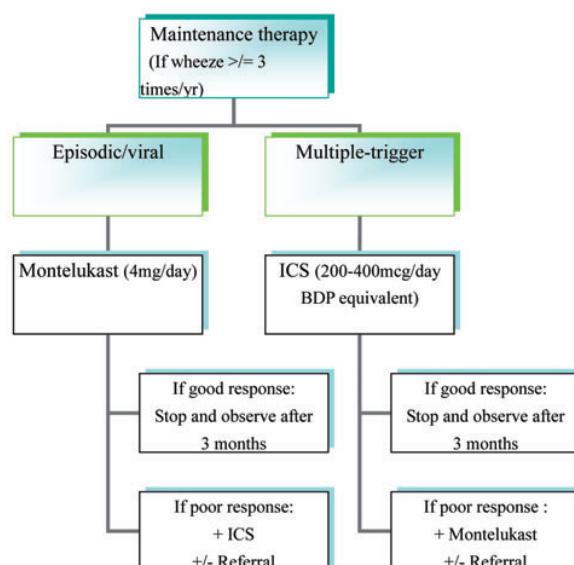 Maintenance therapy
(If wheeze >/= 3
times/yr)
Episodic/viral
Multiple-trigger
Montelukast (4mg/day)
ICS (200-400mcg/day
BDP equivalent)
If good response:
Stop and observe after
3 months
If good response:
Stop and observe after
3 months
If poor response:
+ ICS
+/- Referral
If poor response :
+ Montelukast
+/- Referral